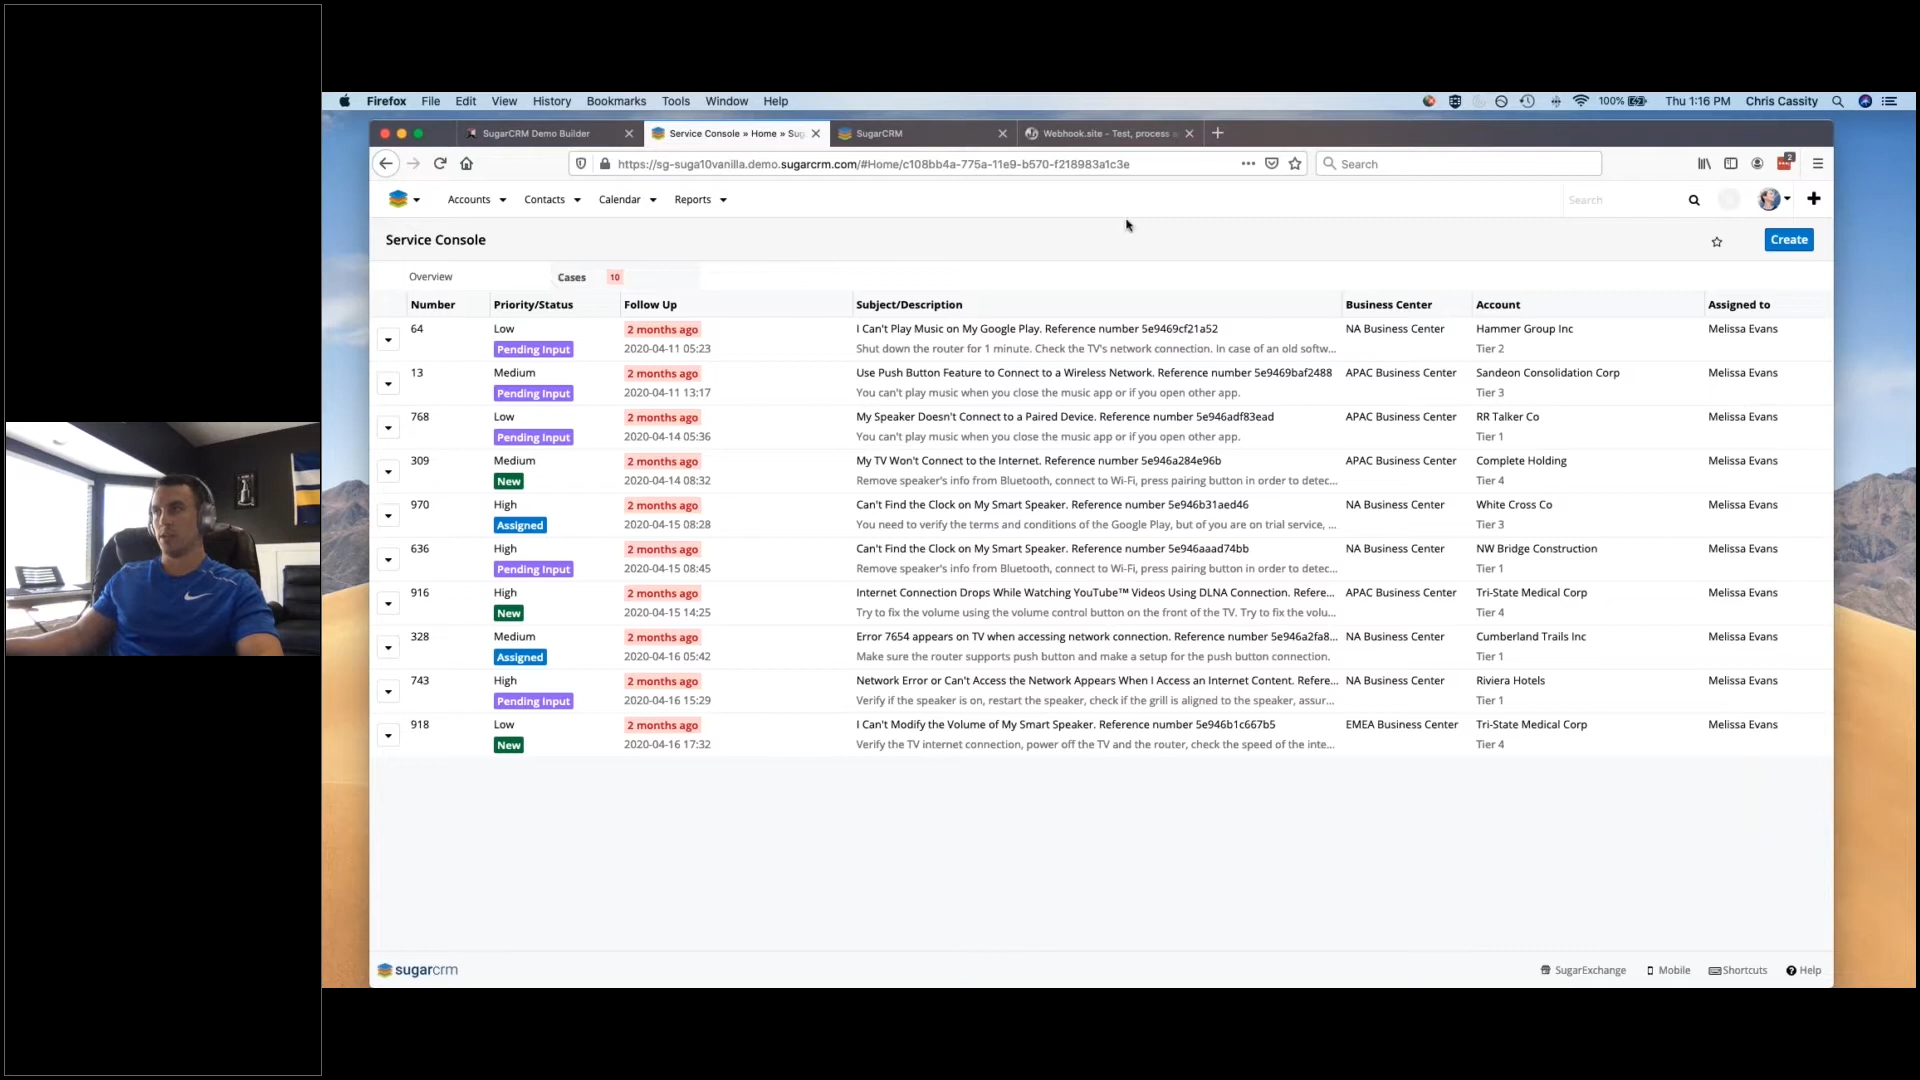 Firefox File Edit View History Bookmarks Tools Window Help 100% Thu 1:16 PM Chris Cassity
SugarCRM Demo Builder Service Console » Home » Sug SugarCRM Webhook.site - Test, process
https://sg-suga10vanilla.demo.sugarcrm.com/#Home/c108bb4a-775a-11e9-b570-f218983a1c3e Search 2
Accounts Contacts Calendar Reports Search
Service Console Create
Overview Cases 10
Number Priority/Status Follow Up Subject/Description Business Center Account Assigned to
64 Low 2 months ago I Can't Play Music on My Google Play. Reference number 5e9469cf21a52 NA Business Center Hammer Group Inc Melissa Evans
Pending Input 2020-04-11 05:23 Shut down the router for 1 minute. Check the TV's network connection. In case of an old softw... Tier 2
13 Medium 2 months ago Use Push Button Feature to Connect to a Wireless Network. Reference number 5e9469baf2488 APAC Business Center Sandeon Consolidation Corp Melissa Evans
Pending Input 2020-04-11 13:17 You can't play music when you close the music app or if you open other app. Tier 3
768 Low 2 months ago My Speaker Doesn't Connect to a Paired Device. Reference number 5e946adf83ead APAC Business Center RR Talker Co Melissa Evans
Pending Input 2020-04-14 05:36 You can't play music when you close the music app or if you open other app. Tier 1
309 Medium 2 months ago My TV Won't Connect to the Internet. Reference number 5e946a284e96b APAC Business Center Complete Holding Melissa Evans
New 2020-04-14 08:32 Remove speaker's info from Bluetooth, connect to Wi-Fi, press pairing button in order to detec... Tier 4
970 High 2 months ago Can't Find the Clock on My Smart Speaker. Reference number 5e946b31aed46 NA Business Center White Cross Co Melissa Evans
Assigned 2020-04-15 08:28 You need to verify the terms and conditions of the Google Play, but of you are on trial service, ... Tier 3
636 High 2 months ago Can't Find the Clock on My Smart Speaker. Reference number 5e946aaad74bb NA Business Center NW Bridge Construction Melissa Evans
Pending Input 2020-04-15 08:45 Remove speaker's info from Bluetooth, connect to Wi-Fi, press pairing button in order to detec... Tier 1
916 High 2 months ago Internet Connection Drops While Watching YouTube™ Videos Using DLNA Connection. Refere... APAC Business Center Tri-State Medical Corp Melissa Evans
New 2020-04-15 14:25 Try to fix the volume using the volume control button on the front of the TV. Try to fix the volu... Tier 4
328 Medium 2 months ago Error 7654 appears on TV when accessing network connection. Reference number 5e946a2fa8... NA Business Center Cumberland Trails Inc Melissa Evans
Assigned 2020-04-16 05:42 Make sure the router supports push button and make a setup for the push button connection. Tier 1
743 High 2 months ago Network Error or Can't Access the Network Appears When I Access an Internet Content. Refere... NA Business Center Riviera Hotels Melissa Evans
Pending Input 2020-04-16 15:29 Verify if the speaker is on, restart the speaker, check if the grill is aligned to the speaker, assur... Tier 1
918 Low 2 months ago I Can't Modify the Volume of My Smart Speaker. Reference number 5e946b1c667b5 EMEA Business Center Tri-State Medical Corp Melissa Evans
New 2020-04-16 17:32 Verify the TV internet connection, power off the TV and the router, check the speed of the inte... Tier 4
sugarcrm SugarExchange Mobile Shortcuts Help